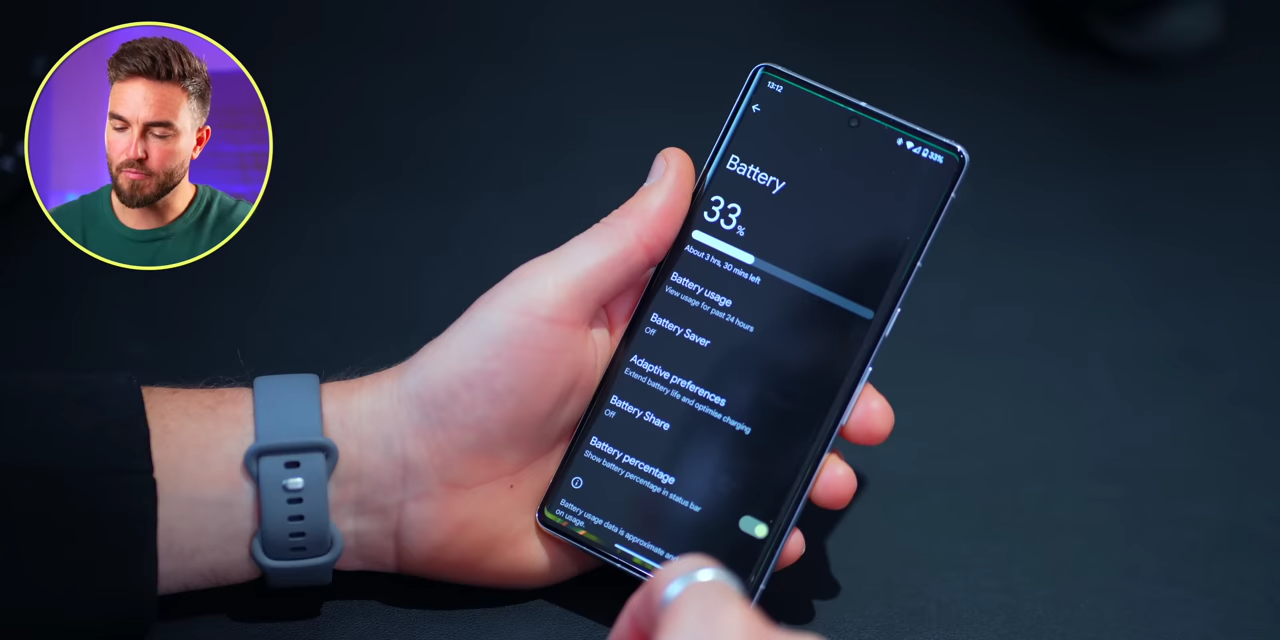 13:12
33%
Battery
33%
About 3 hrs, 30 mins left
Battery usage
View usage for past 24 hours
Battery Saver
Off
Adaptive preferences
Extend battery life and optimise charging
Battery Share
Off
Battery percentage
Show battery percentage in status bar
Battery usage data is approximate and
on usage.